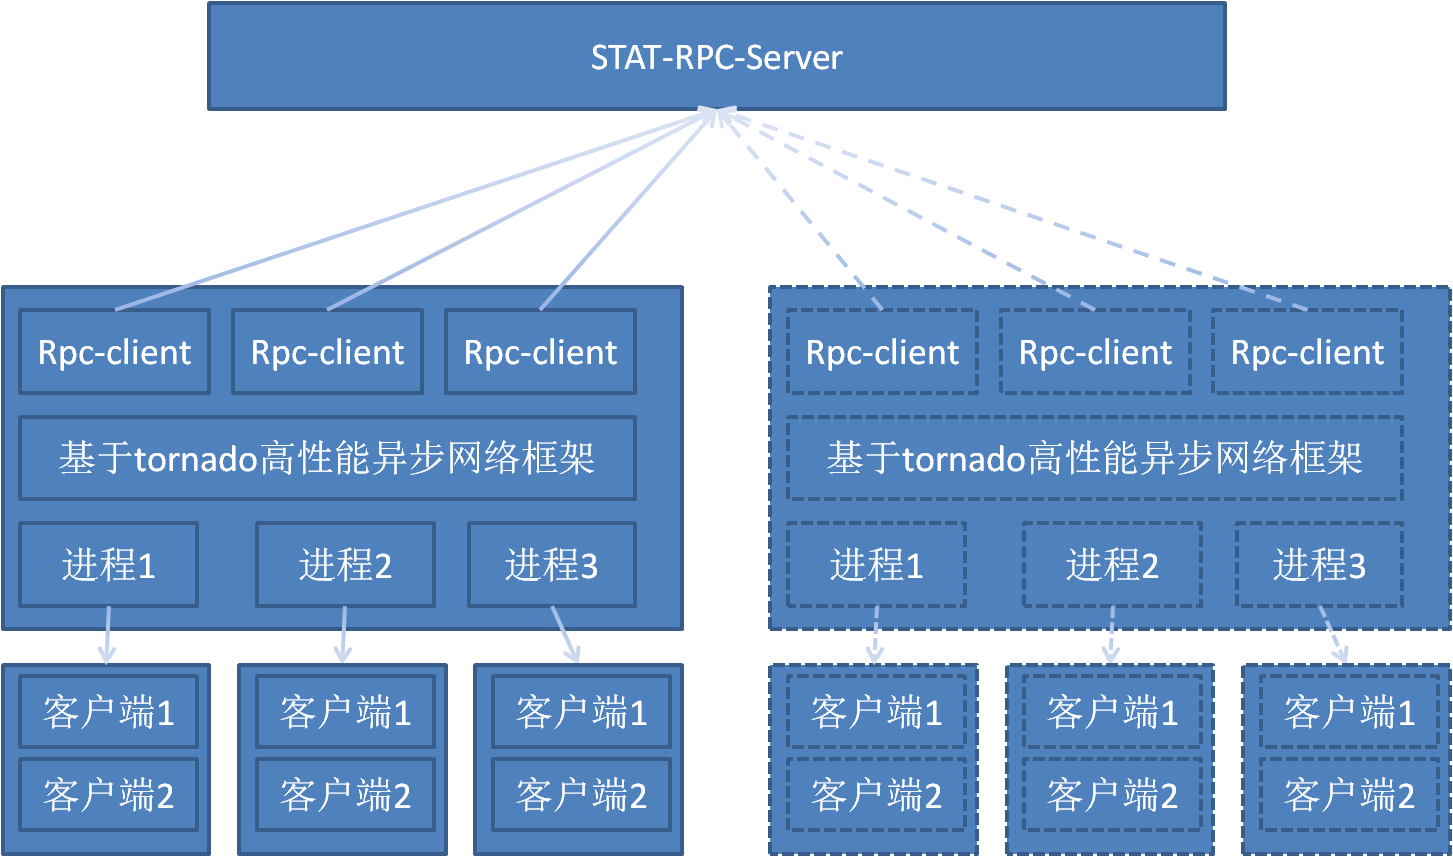 STAT-RPC-Server
Rpc-client
Rpc-client
Rpc-client
基于tornado高性能异步网络框架
进程1
进程2
进程3
客户端1
客户端2
客户端1
客户端2
客户端1
客户端2
Rpc-client
Rpc-client
Rpc-client
基于tornado高性能异步网络框架
进程1
进程2
进程3
客户端1
客户端2
客户端1
客户端2
客户端1
客户端2